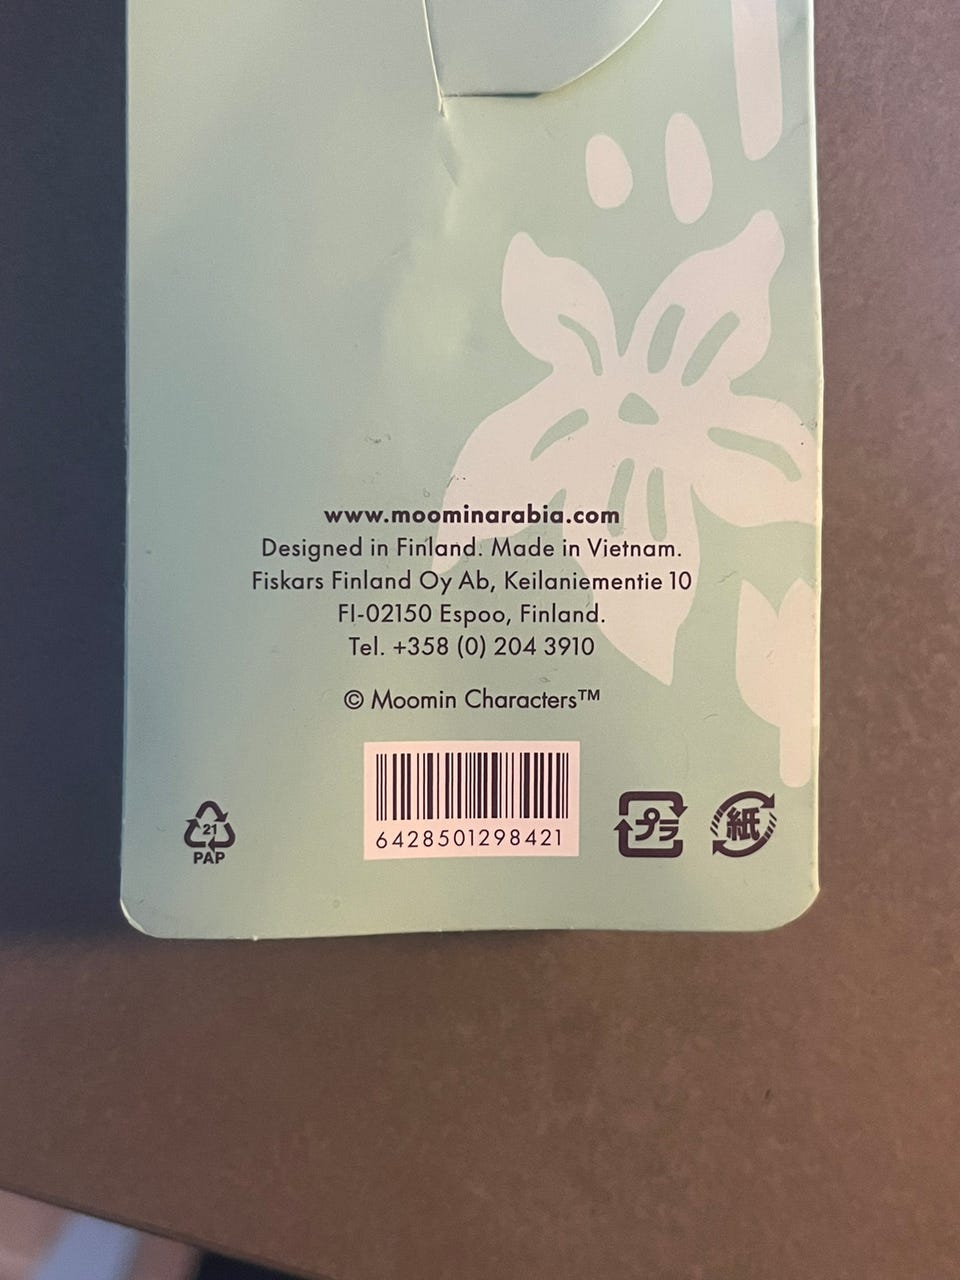 www.moominarabia.com
Designed in Finland. Made in Vietnam.
Fiskars Finland Oy Ab, Keilaniementie 10
FI-02150 Espoo, Finland.
Tel. +358 (0) 204 3910
© Moomin Characters™
6428501298421
21
PAP
プラ
紙